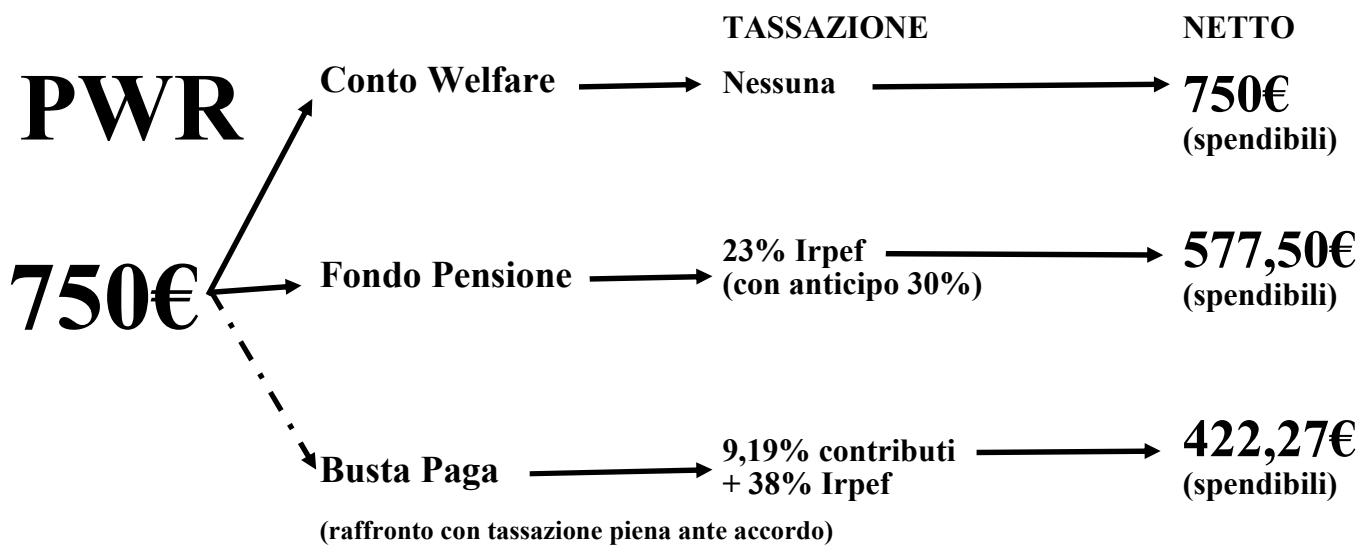 TASSAZIONE NETTO
PWR
Conto Welfare Nessuna 750€
(spendibili)
750€
Fondo Pensione 23% Irpef 577,50€
(con anticipo 30%) (spendibili)
Busta Paga 9,19% contributi 422,27€
+ 38% Irpef (spendibili)
(raffronto con tassazione piena ante accordo)